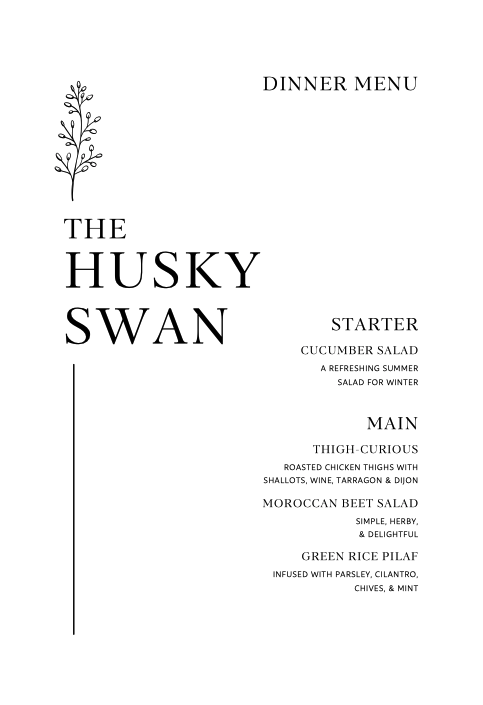 DINNER MENU
THE
HUSKY
SWAN
STARTER
CUCUMBER SALAD
A REFRESHING SUMMER
SALAD FOR WINTER
MAIN
THIGH-CURIOUS
ROASTED CHICKEN THIGHS WITH
SHALLOTS, WINE, TARRAGON & DIJON
MOROCCAN BEET SALAD
SIMPLE, HERBY,
& DELIGHTFUL
GREEN RICE PILAF
INFUSED WITH PARSLEY, CILANTRO,
CHIVES, & MINT